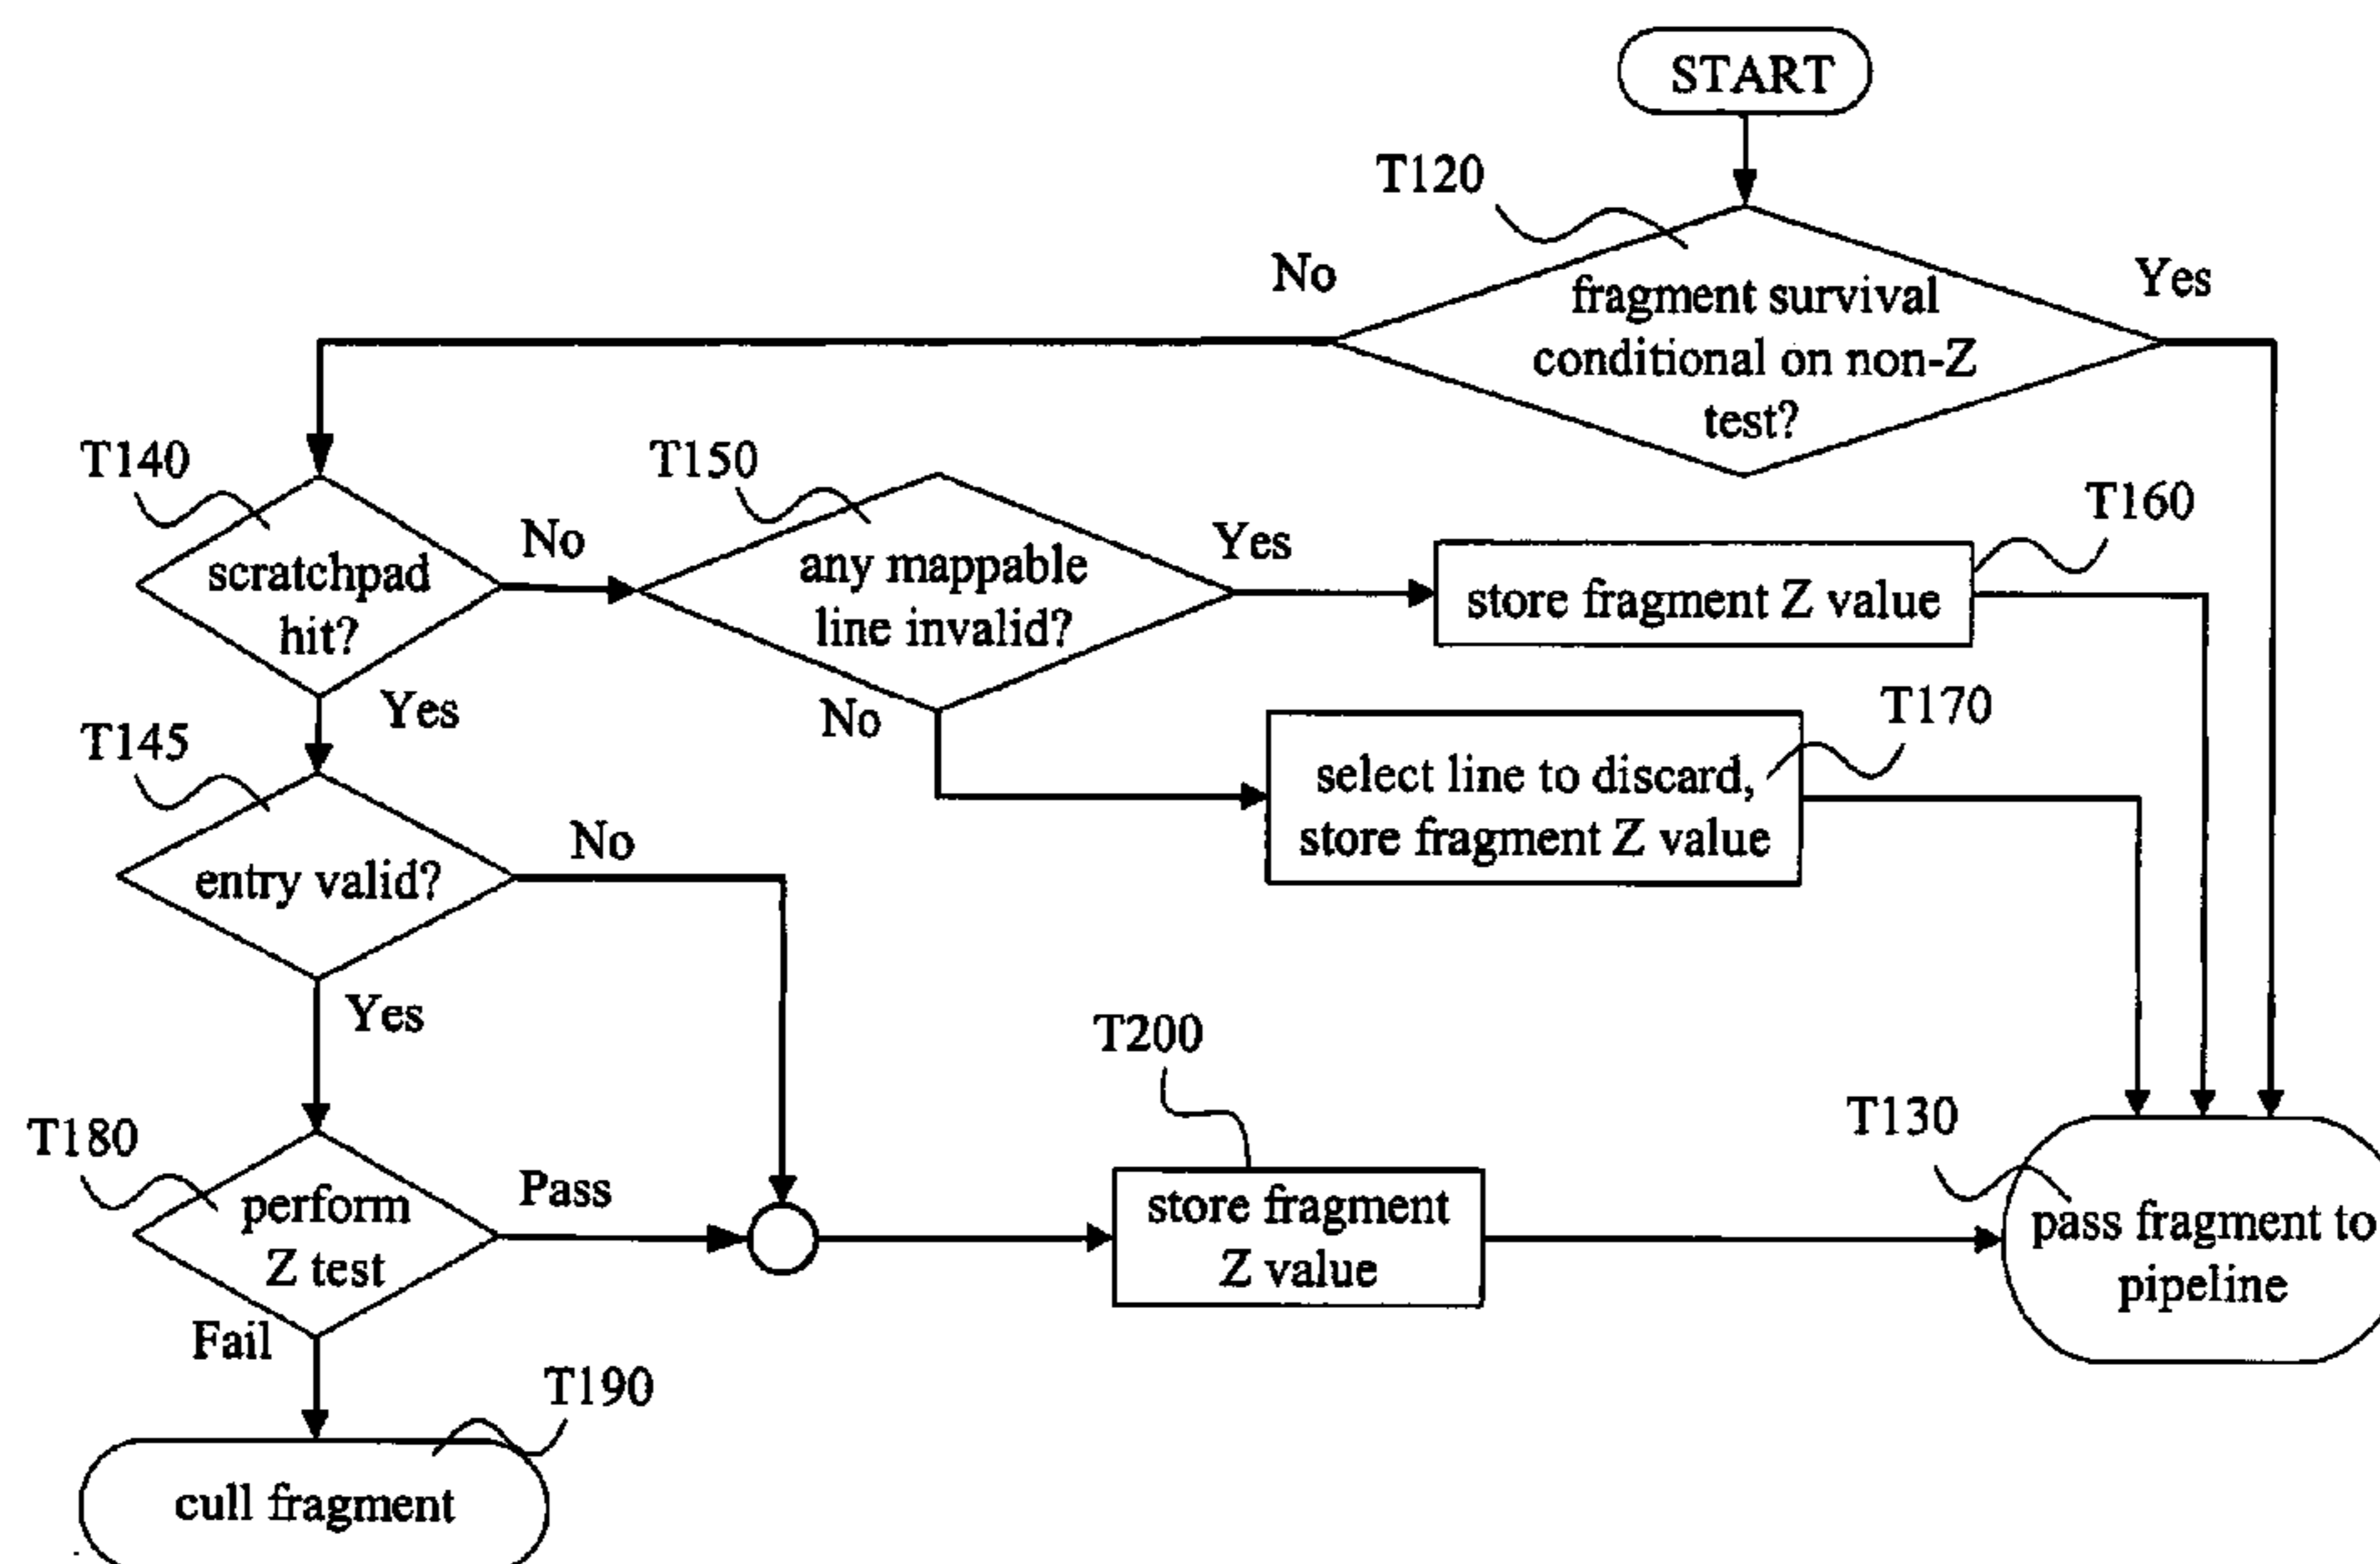 START
T120
No
Yes
fragment survival
conditional on non-Z
test?
T140
T150
T160
No
Yes
scratchpad
hit?
any mappable
line invalid?
store fragment Z value
Yes
No
T170
T145
select line to discard,
store fragment Z value
No
entry valid?
Yes
T200
T180
T130
Pass
perform
Z test
store fragment
Z value
pass fragment to
pipeline
Fail
T190
cull fragment